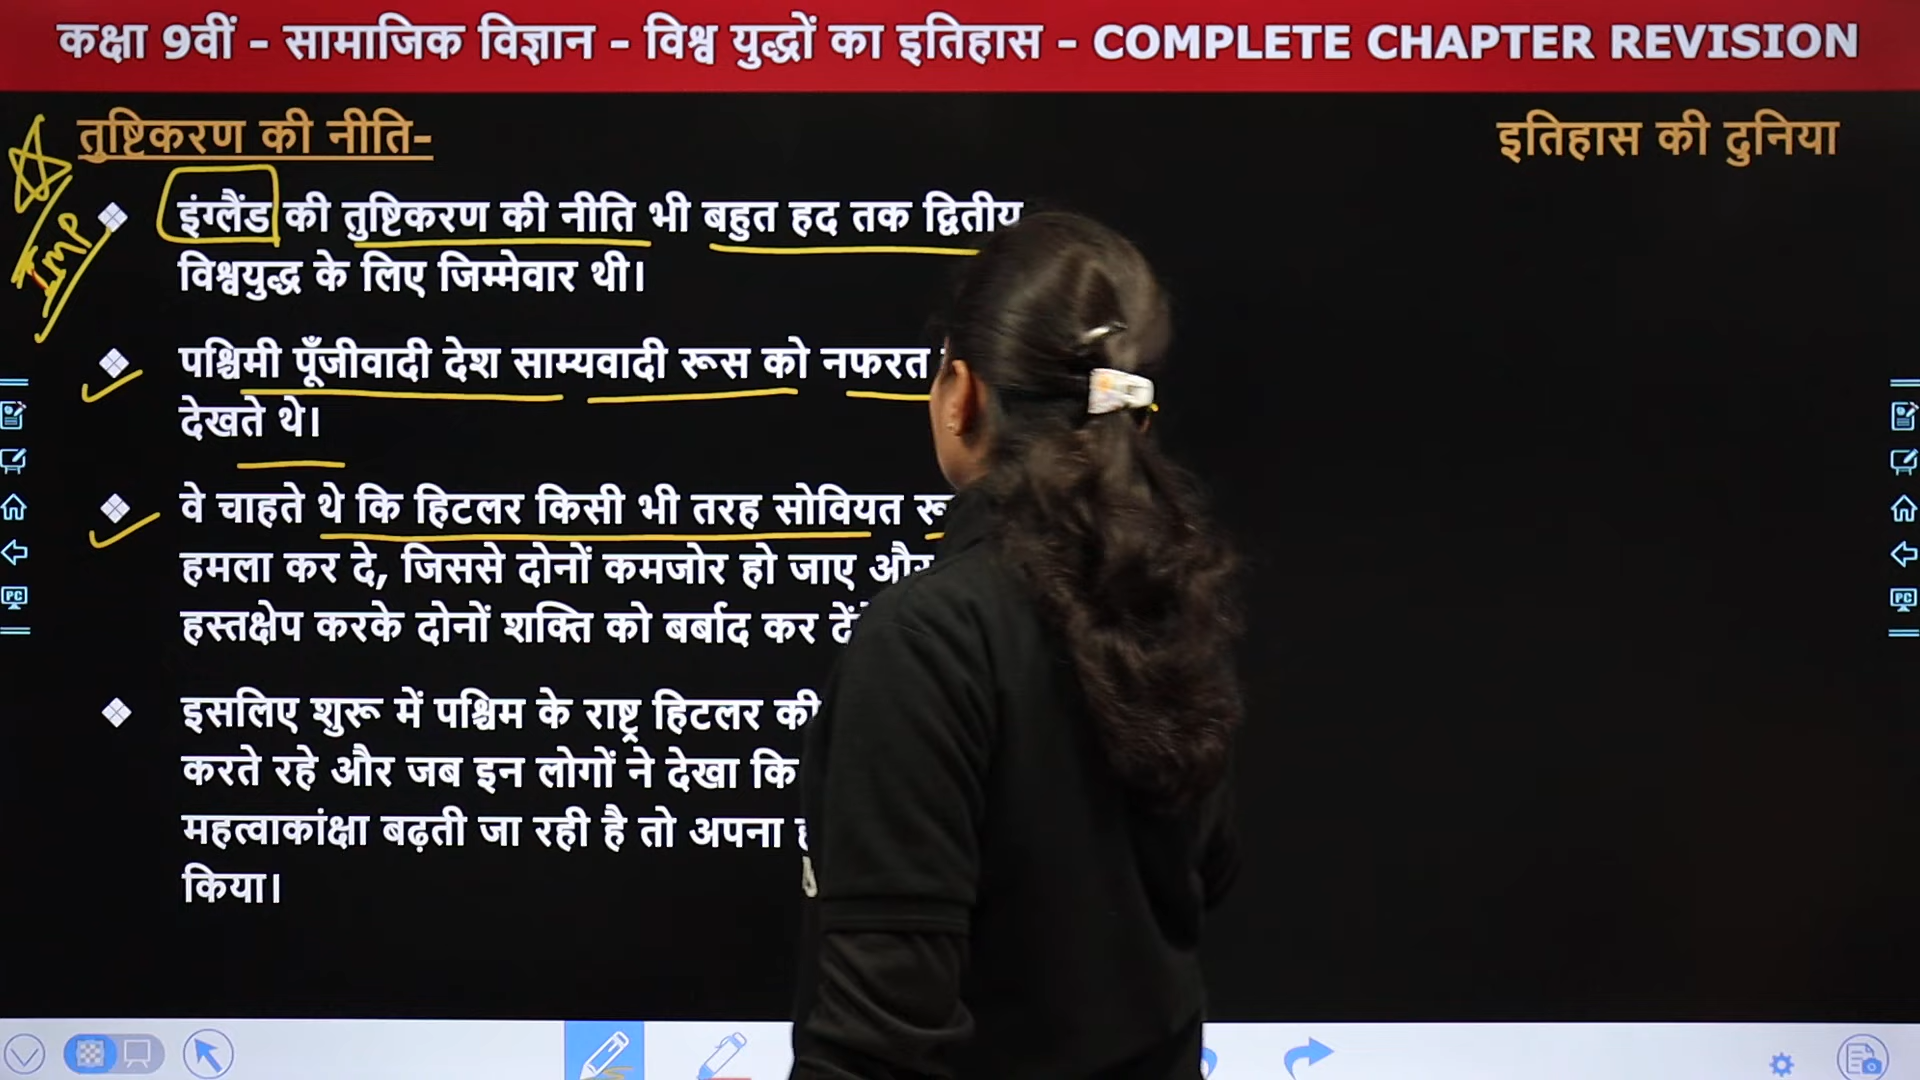 कक्षा 9वीं - सामाजिक विज्ञान - विश्व युद्धों का इतिहास - COMPLETE CHAPTER REVISION
तुष्टिकरण की नीति-
इतिहास की दुनिया
IMP
इंग्लैंड की तुष्टिकरण की नीति भी बहुत हद तक द्वितीय
विश्वयुद्ध के लिए जिम्मेवार थी।
पश्चिमी पूँजीवादी देश साम्यवादी रूस को नफरत
देखते थे।
वे चाहते थे कि हिटलर किसी भी तरह सोवियत
हमला कर दे, जिससे दोनों कमजोर हो जाए और
हस्तक्षेप करके दोनों शक्ति को बर्बाद कर
इसलिए शुरू में पश्चिम के राष्ट्र हिटलर की
करते रहे और जब इन लोगों ने देखा कि
महत्वाकांक्षा बढ़ती जा रही है तो अपना
किया।
PC
PC